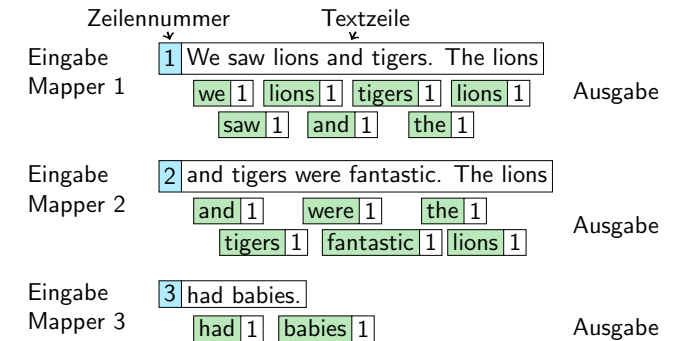 Zeilennummer Textzeile
Eingabe 1 We saw lions and tigers. The lions
Mapper 1 we 1 lions 1 tigers 1 lions 1 Ausgabe
saw 1 and 1 the 1
Eingabe 2 and tigers were fantastic. The lions
Mapper 2 and 1 were 1 the 1
tigers 1 fantastic 1 lions 1 Ausgabe
Eingabe 3 had babies.
Mapper 3 had 1 babies 1 Ausgabe